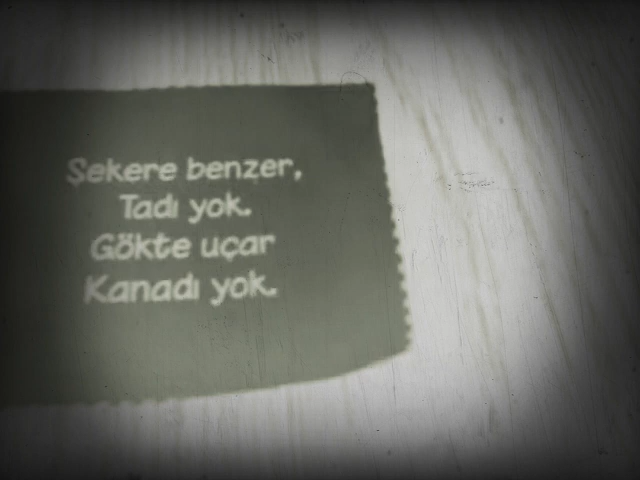 Şekere benzer,
Tadı yok.
Gökte uçar
Kanadı yok.